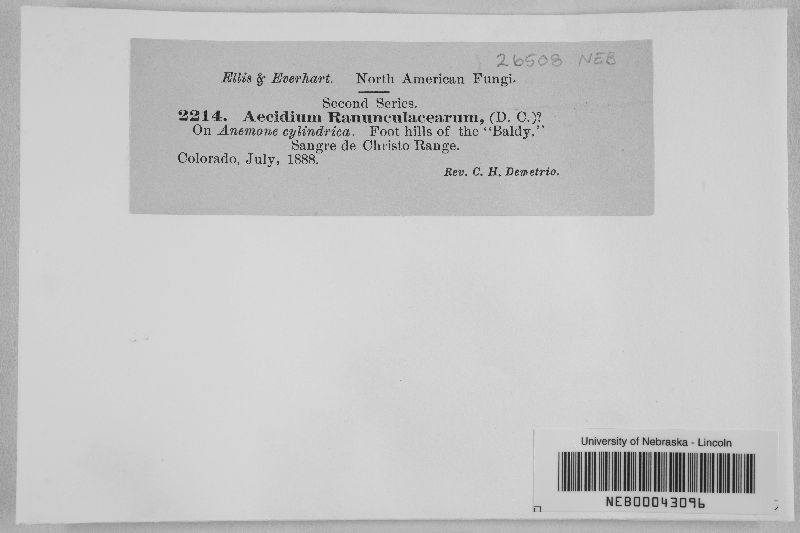 26508 NEB
Ellis & Everhart. North American Fungi.
Second Series.
2214. Aecidium Ranunculacearum, (D. C.)?
On Anemone cylindrica. Foot hills of the "Baldy,"
Sangre de Christo Range.
Colorado, July, 1888.
Rev. C. H. Demetrio.
University of Nebraska - Lincoln
NEB00043096